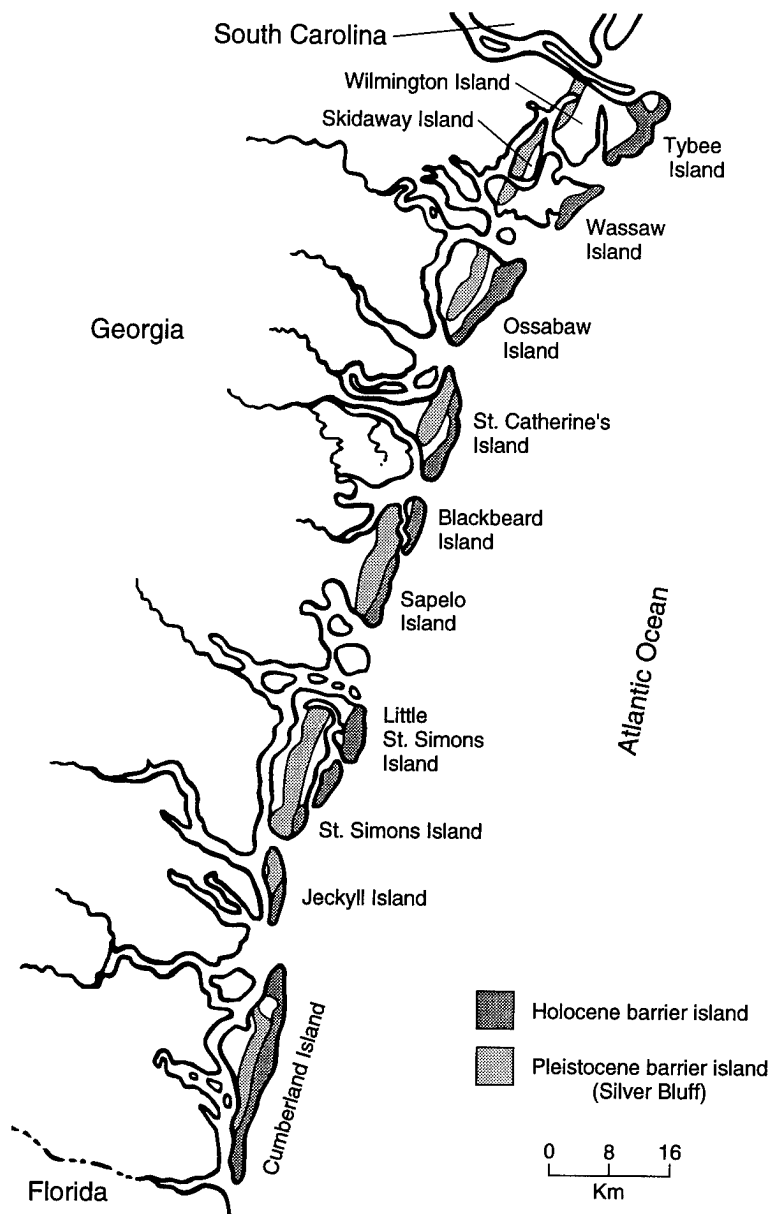 South Carolina
Wilmington Island
Skidaway Island
Tybee
Island
Wassaw
Island
Georgia
Ossabaw
Island
St. Catherine's
Island
Blackbeard
Island
Sapelo
Island
Atlantic Ocean
Little
St. Simons
Island
St. Simons Island
Jeckyll Island
Cumberland Island
Holocene barrier island
Pleistocene barrier island
(Silver Bluff)
0 8 16
Km
Florida